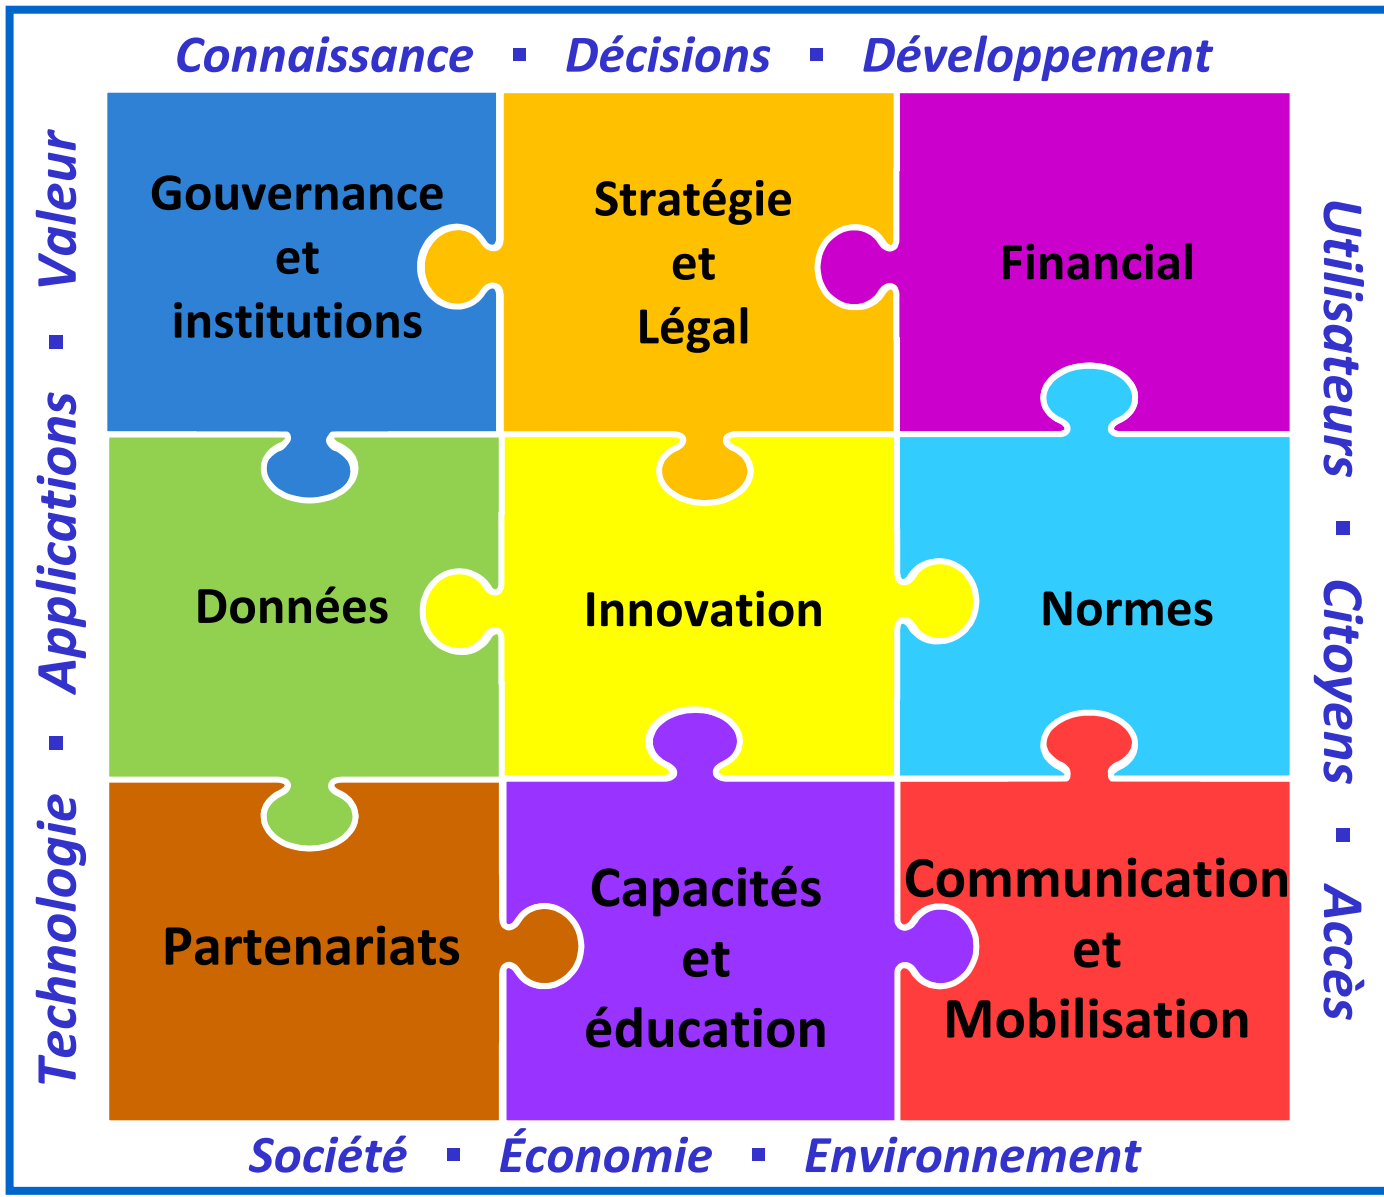 Connaissance ▪ Décisions ▪ Développement
Technologie ▪ Applications ▪ Valeur
Gouvernance
et
institutions
Stratégie
et
Légal
Financial
Données
Innovation
Normes
Partenariats
Capacités
et
éducation
Communication
et
Mobilisation
Utilisateurs ▪ Citoyens ▪ Accès
Société ▪ Économie ▪ Environnement